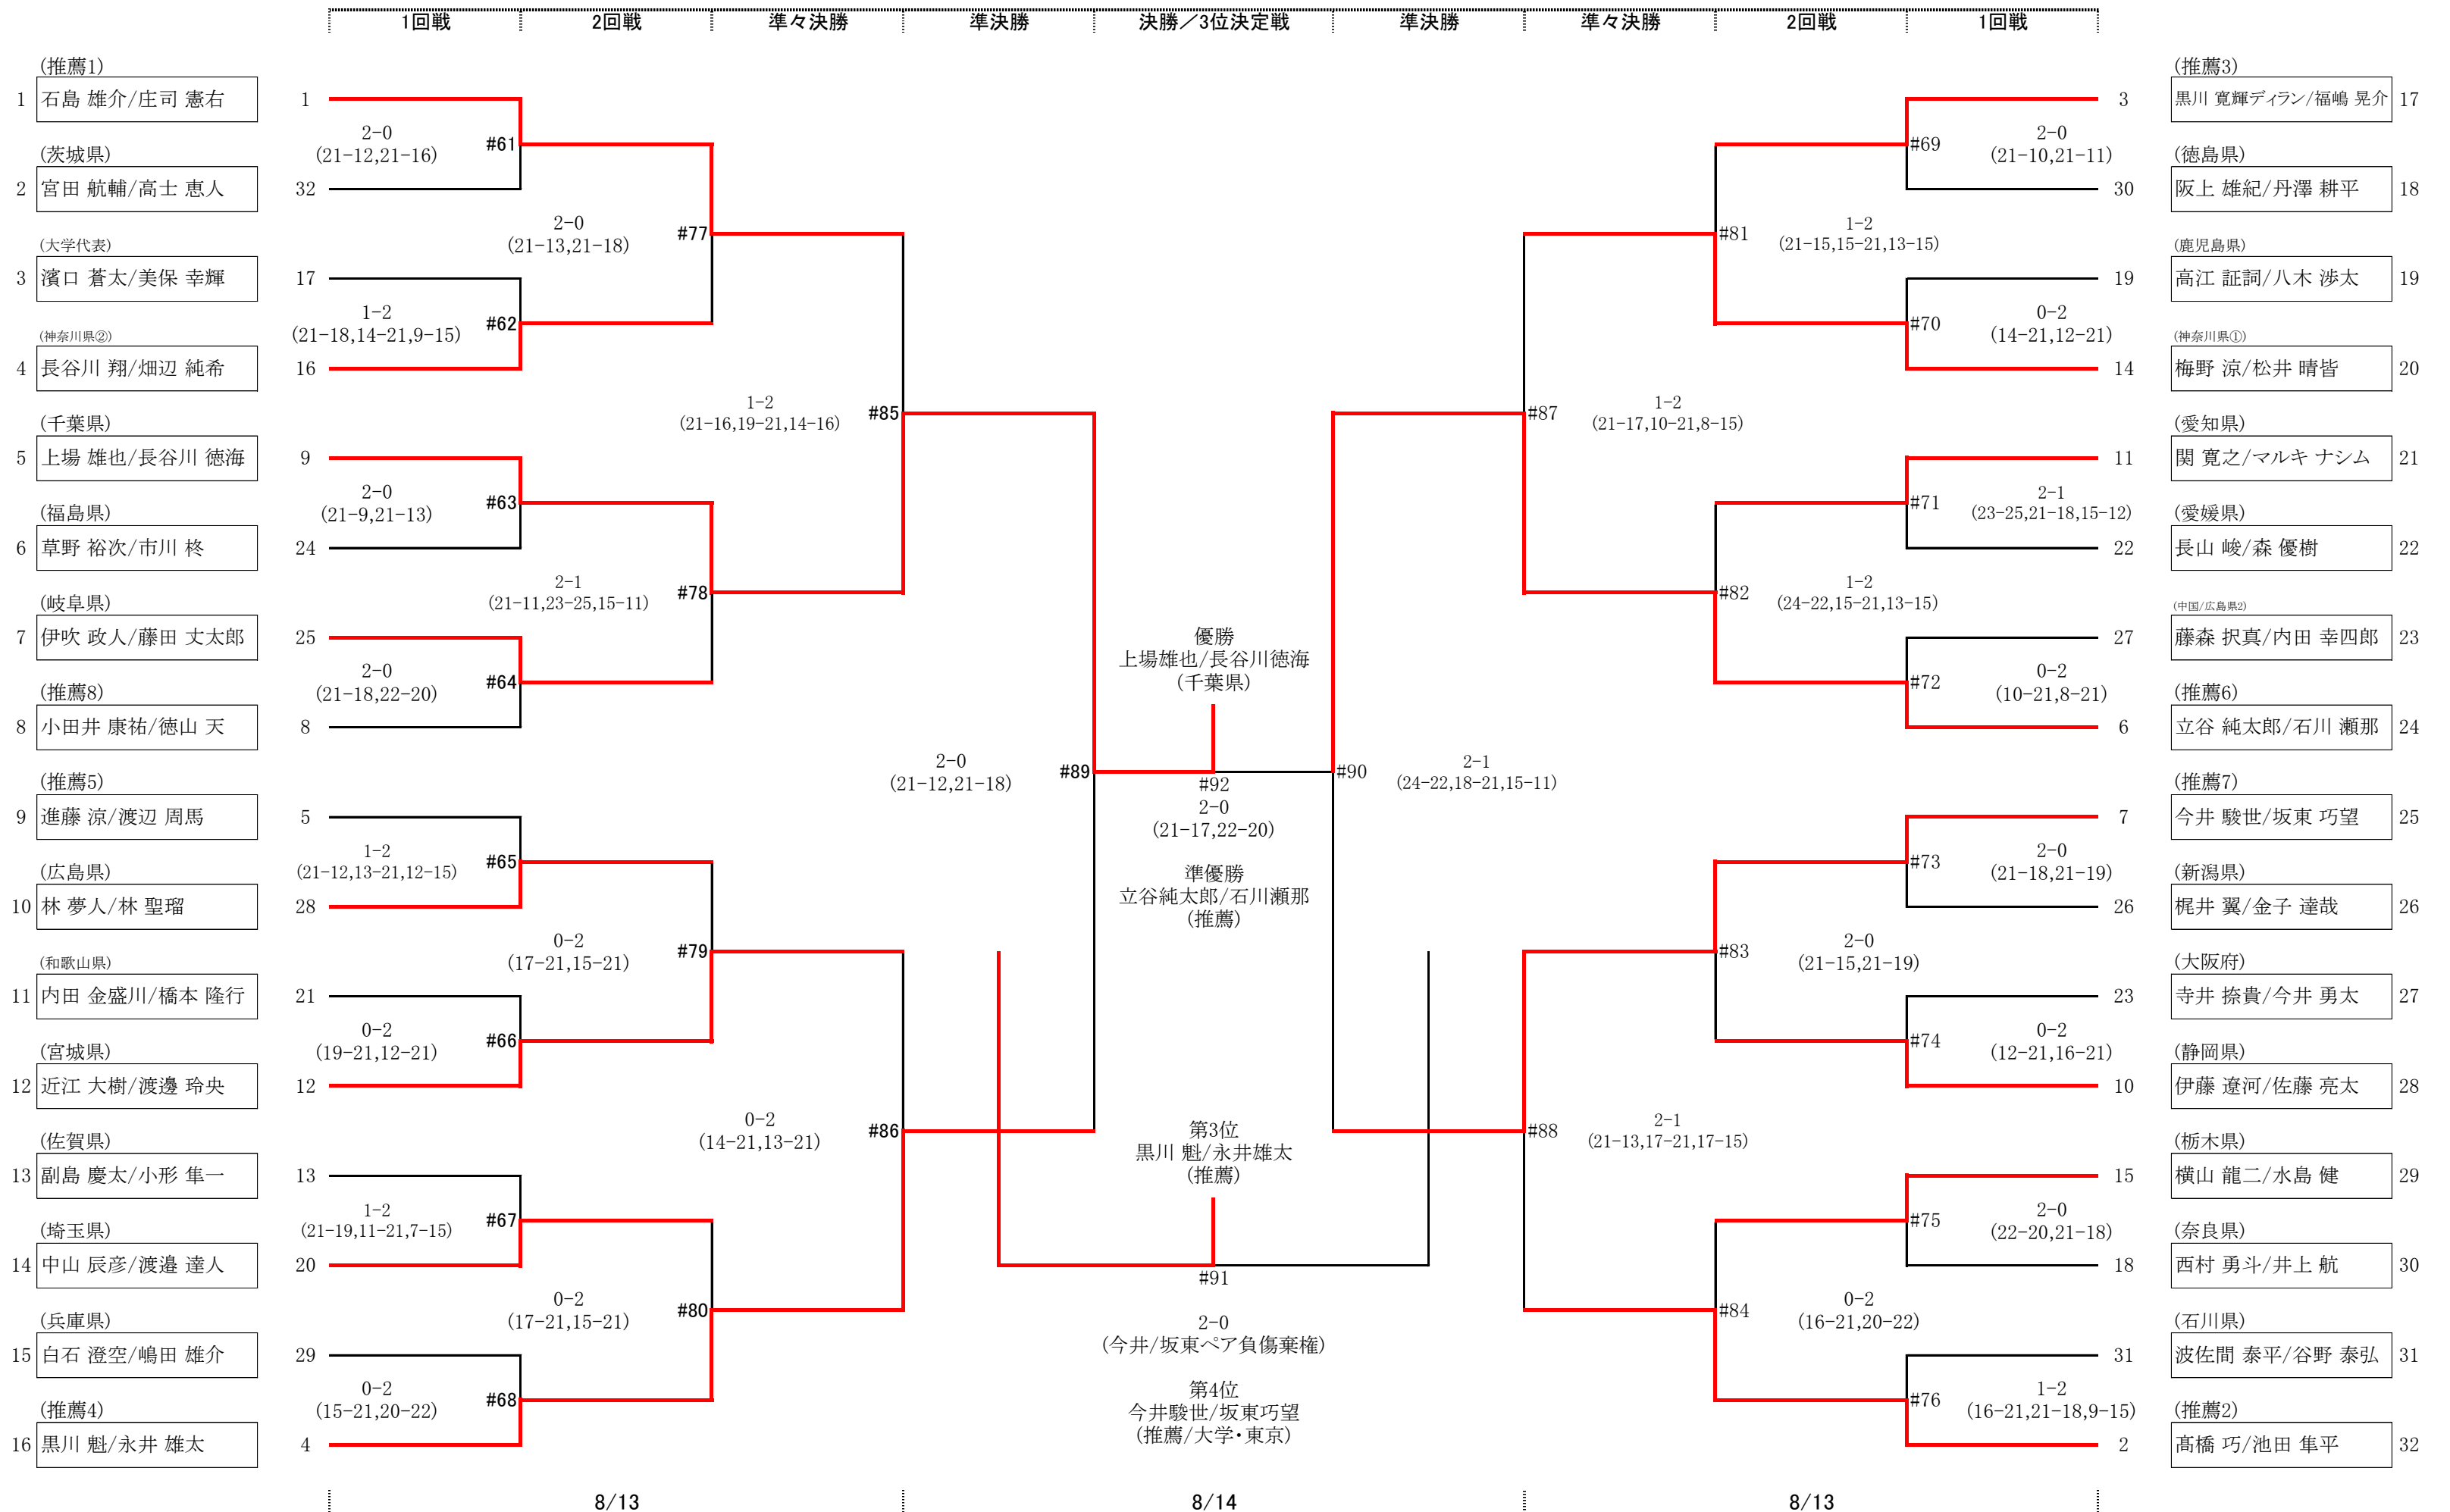 1回戦 2回戦 準々決勝 準決勝 決勝／3位決定戦 準決勝 準々決勝 2回戦 1回戦
(推薦1)
1 石島 雄介/庄司 憲右 1
2-0
(21-12,21-16)
#61
(茨城県)
2 宮田 航輔/高士 恵人 32
2-0
(21-13,21-18)
#77
(大学代表)
3 濱口 蒼太/美保 幸輝 17
1-2
(21-18,14-21,9-15)
#62
(神奈川県②)
4 長谷川 翔/畑辺 純希 16
1-2
(21-16,19-21,14-16)
#85
(千葉県)
5 上場 雄也/長谷川 徳海 9
2-0
(21-9,21-13)
#63
(福島県)
6 草野 裕次/市川 柊 24
2-1
(21-11,23-25,15-11)
#78
(岐阜県)
7 伊吹 政人/藤田 丈太郎 25
2-0
(21-18,22-20)
#64
(推薦8)
8 小田井 康祐/徳山 天 8
2-0
(21-12,21-18)
#89
(推薦5)
9 進藤 涼/渡辺 周馬 5
1-2
(21-12,13-21,12-15)
#65
(広島県)
10 林 夢人/林 聖瑠 28
0-2
(17-21,15-21)
#79
(和歌山県)
11 内田 金盛川/橋本 隆行 21
0-2
(19-21,12-21)
#66
(宮城県)
12 近江 大樹/渡邊 玲央 12
0-2
(14-21,13-21)
#86
(佐賀県)
13 副島 慶太/小形 隼一 13
1-2
(21-19,11-21,7-15)
#67
(埼玉県)
14 中山 辰彦/渡邉 達人 20
0-2
(17-21,15-21)
#80
(兵庫県)
15 白石 澄空/嶋田 雄介 29
0-2
(15-21,20-22)
#68
(推薦4)
16 黒川 魁/永井 雄太 4
優勝
上場雄也/長谷川徳海
(千葉県)
#92
2-0
(21-17,22-20)
準優勝
立谷純太郎/石川瀬那
(推薦)
第3位
黒川 魁/永井雄太
(推薦)
#91
2-0
(今井/坂東ペア負傷棄権)
第4位
今井駿世/坂東巧望
(推薦/大学・東京)
(推薦3)
3 黒川 寛輝ディラン/福嶋 晃介 17
#69
2-0
(21-10,21-11)
(徳島県)
30 阪上 雄紀/丹澤 耕平 18
#81
1-2
(21-15,15-21,13-15)
(鹿児島県)
19 高江 証詞/八木 渉太 19
#70
0-2
(14-21,12-21)
(神奈川県①)
14 梅野 涼/松井 晴皆 20
#87
1-2
(21-17,10-21,8-15)
(愛知県)
11 関 寛之/マルキ ナシム 21
#71
2-1
(23-25,21-18,15-12)
(愛媛県)
22 長山 峻/森 優樹 22
#82
1-2
(24-22,15-21,13-15)
(中国/広島県2)
27 藤森 択真/内田 幸四郎 23
#72
0-2
(10-21,8-21)
(推薦6)
6 立谷 純太郎/石川 瀬那 24
#90
2-1
(24-22,18-21,15-11)
(推薦7)
7 今井 駿世/坂東 巧望 25
#73
2-0
(21-18,21-19)
(新潟県)
26 梶井 翼/金子 達哉 26
#83
2-0
(21-15,21-19)
(大阪府)
23 寺井 捺貴/今井 勇太 27
#74
0-2
(12-21,16-21)
(静岡県)
10 伊藤 遼河/佐藤 亮太 28
#88
2-1
(21-13,17-21,17-15)
(栃木県)
15 横山 龍二/水島 健 29
#75
2-0
(22-20,21-18)
(奈良県)
18 西村 勇斗/井上 航 30
#84
0-2
(16-21,20-22)
(石川県)
31 波佐間 泰平/谷野 泰弘 31
#76
1-2
(16-21,21-18,9-15)
(推薦2)
2 髙橋 巧/池田 隼平 32
8/13 8/14 8/13